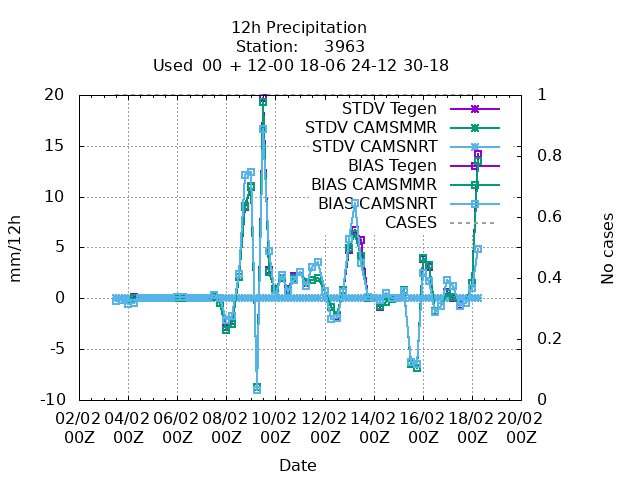 12h Precipitation
Station: 3963
Used 00 + 12-00 18-06 24-12 30-18
20 1
STDV Tegen
STDV CAMSMMR
STDV CAMSNRT
15 0.8
BIAS Tegen
BIAS CAMSMMR
10
BIAS CAMSNRT
0.6
CASES
5
0.4
0
0.2
-5
-10 0
mm/12h
No cases
02/02 04/02 06/02 08/02 10/02 12/02 14/02 16/02 18/02 20/02
00Z 00Z 00Z 00Z 00Z 00Z 00Z 00Z 00Z 00Z
Date